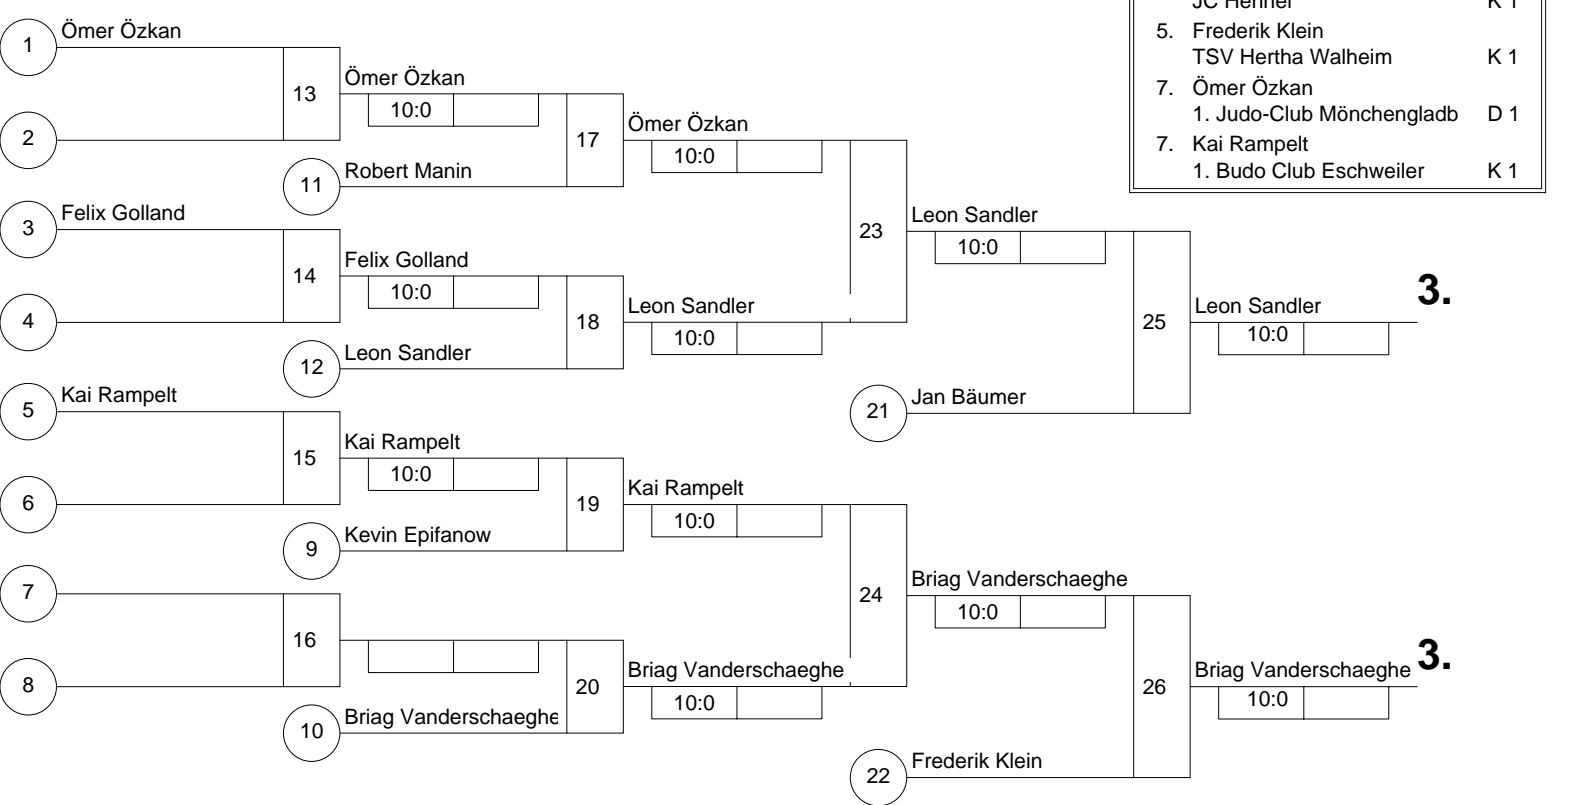 JC Hennef K 1
5. Frederik Klein
TSV Hertha Walheim K 1
7. Ömer Özkan
1. Judo-Club Mönchengladb D 1
7. Kai Rampelt
1. Budo Club Eschweiler K 1
1 Ömer Özkan
13
Ömer Özkan
10:0
2
17
Ömer Özkan
10:0
11 Robert Manin
3 Felix Golland
23
Leon Sandler
10:0
14
Felix Golland
10:0
4
18
Leon Sandler
10:0
12 Leon Sandler
25
Leon Sandler
10:0
3.
5 Kai Rampelt
21 Jan Bäumer
15
Kai Rampelt
10:0
6
19
Kai Rampelt
10:0
9 Kevin Epifanow
7
24
Briag Vanderschaeghe
10:0
16
8
20
Briag Vanderschaeghe
10:0
10 Briag Vanderschaeghe
26
Briag Vanderschaeghe
10:0
3.
22 Frederik Klein